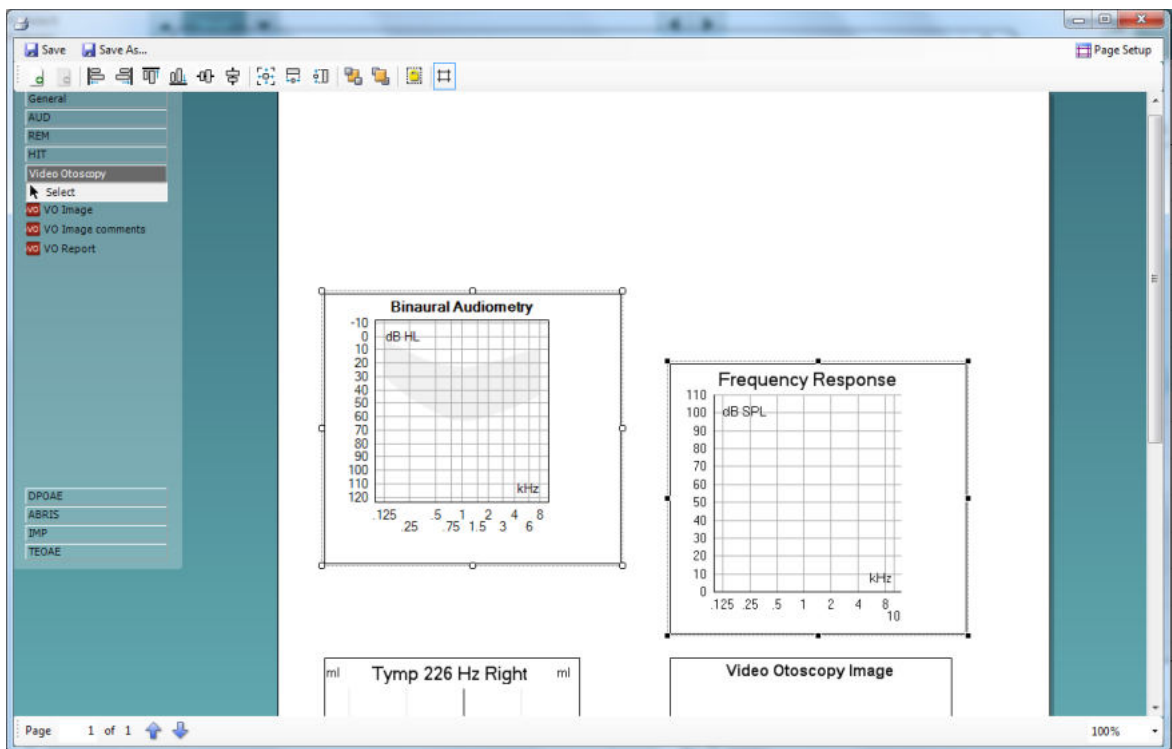 Save Save As... Page Setup
General
AUD
REM
HIT
Video Otoscopy
Select
VO Image
VO Image comments
VO Report
DPOAE
ABRIS
IMP
TEOAE
Binaural Audiometry
-10
0 dB HL
10
20
30
40
50
60
70
80
90
100
110 kHz
120
.125 .5 1 2 4 8
.25 .75 1.5 3 6
Frequency Response
110
100 dB SPL
90
80
70
60
50
40
30
20
10 kHz
0
.125 .25 .5 1 2 4 8
10
ml Tymp 226 Hz Right ml
Video Otoscopy Image
Page 1 of 1 100%